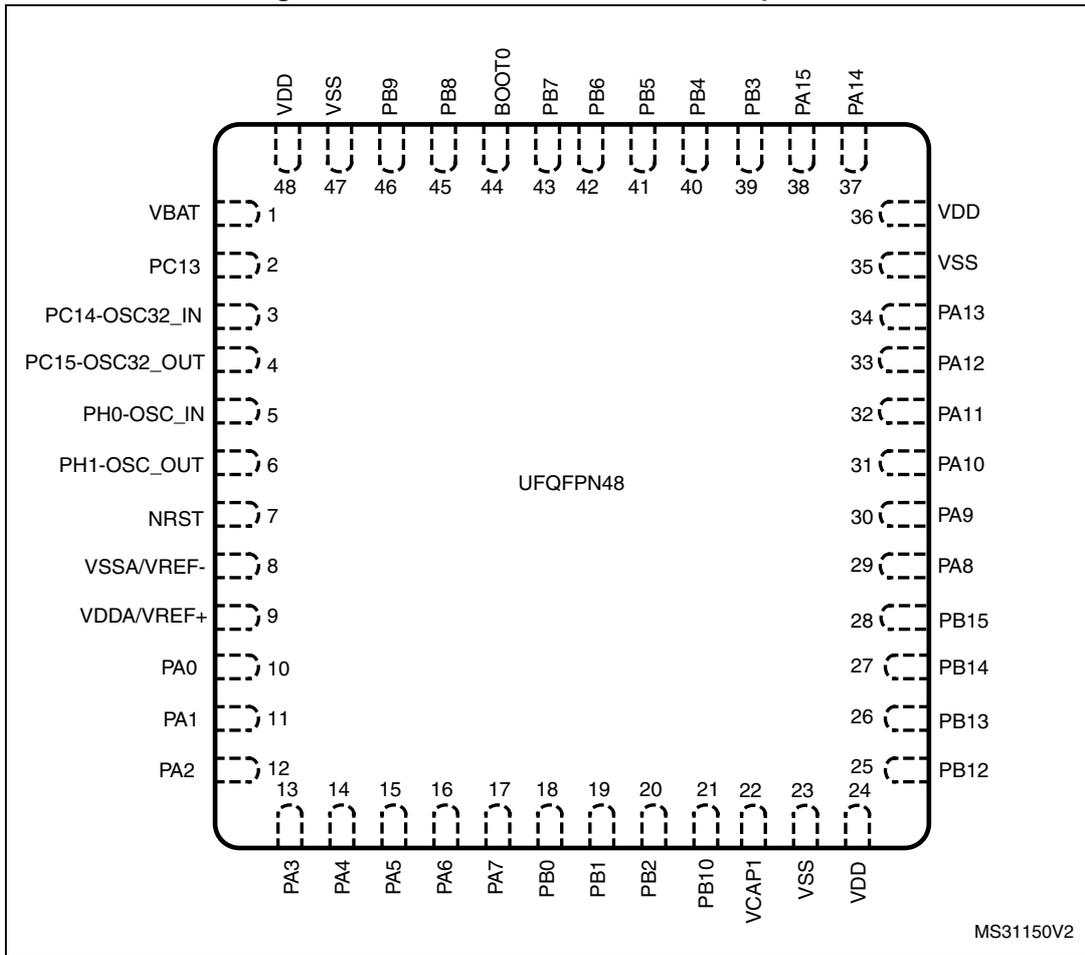 VDD
VSS
PB9
PB8
BOOT0
PB7
PB6
PB5
PB4
PB3
PA15
PA14
48 47 46 45 44 43 42 41 40 39 38 37
VBAT 1 36 VDD
PC13 2 35 VSS
PC14-OSC32_IN 3 34 PA13
PC15-OSC32_OUT 4 33 PA12
PH0-OSC_IN 5 32 PA11
PH1-OSC_OUT 6 31 PA10
UFQFPN48
NRST 7 30 PA9
VSSA/VREF- 8 29 PA8
VDDA/VREF+ 9 28 PB15
PA0 10 27 PB14
PA1 11 26 PB13
PA2 12 25 PB12
13 14 15 16 17 18 19 20 21 22 23 24
PA3
PA4
PA5
PA6
PA7
PB0
PB1
PB2
PB10
VCAP1
VSS
VDD
MS31150V2